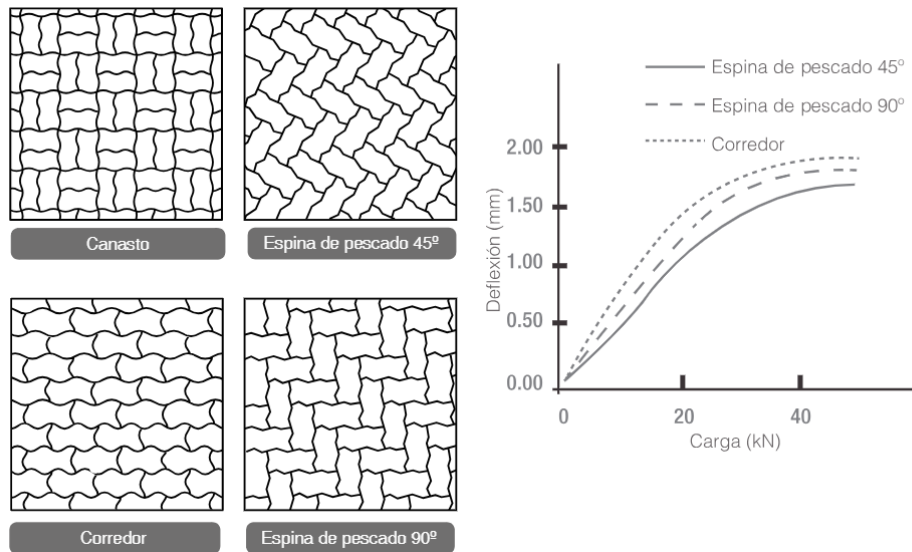 Canasto
Espina de pescado 45º
Corredor
Espina de pescado 90º
Espina de pescado 45º
Espina de pescado 90º
Corredor
Deflexión (mm)
2.00
1.50
1.00
0.50
0.00
0
20
40
Carga (kN)